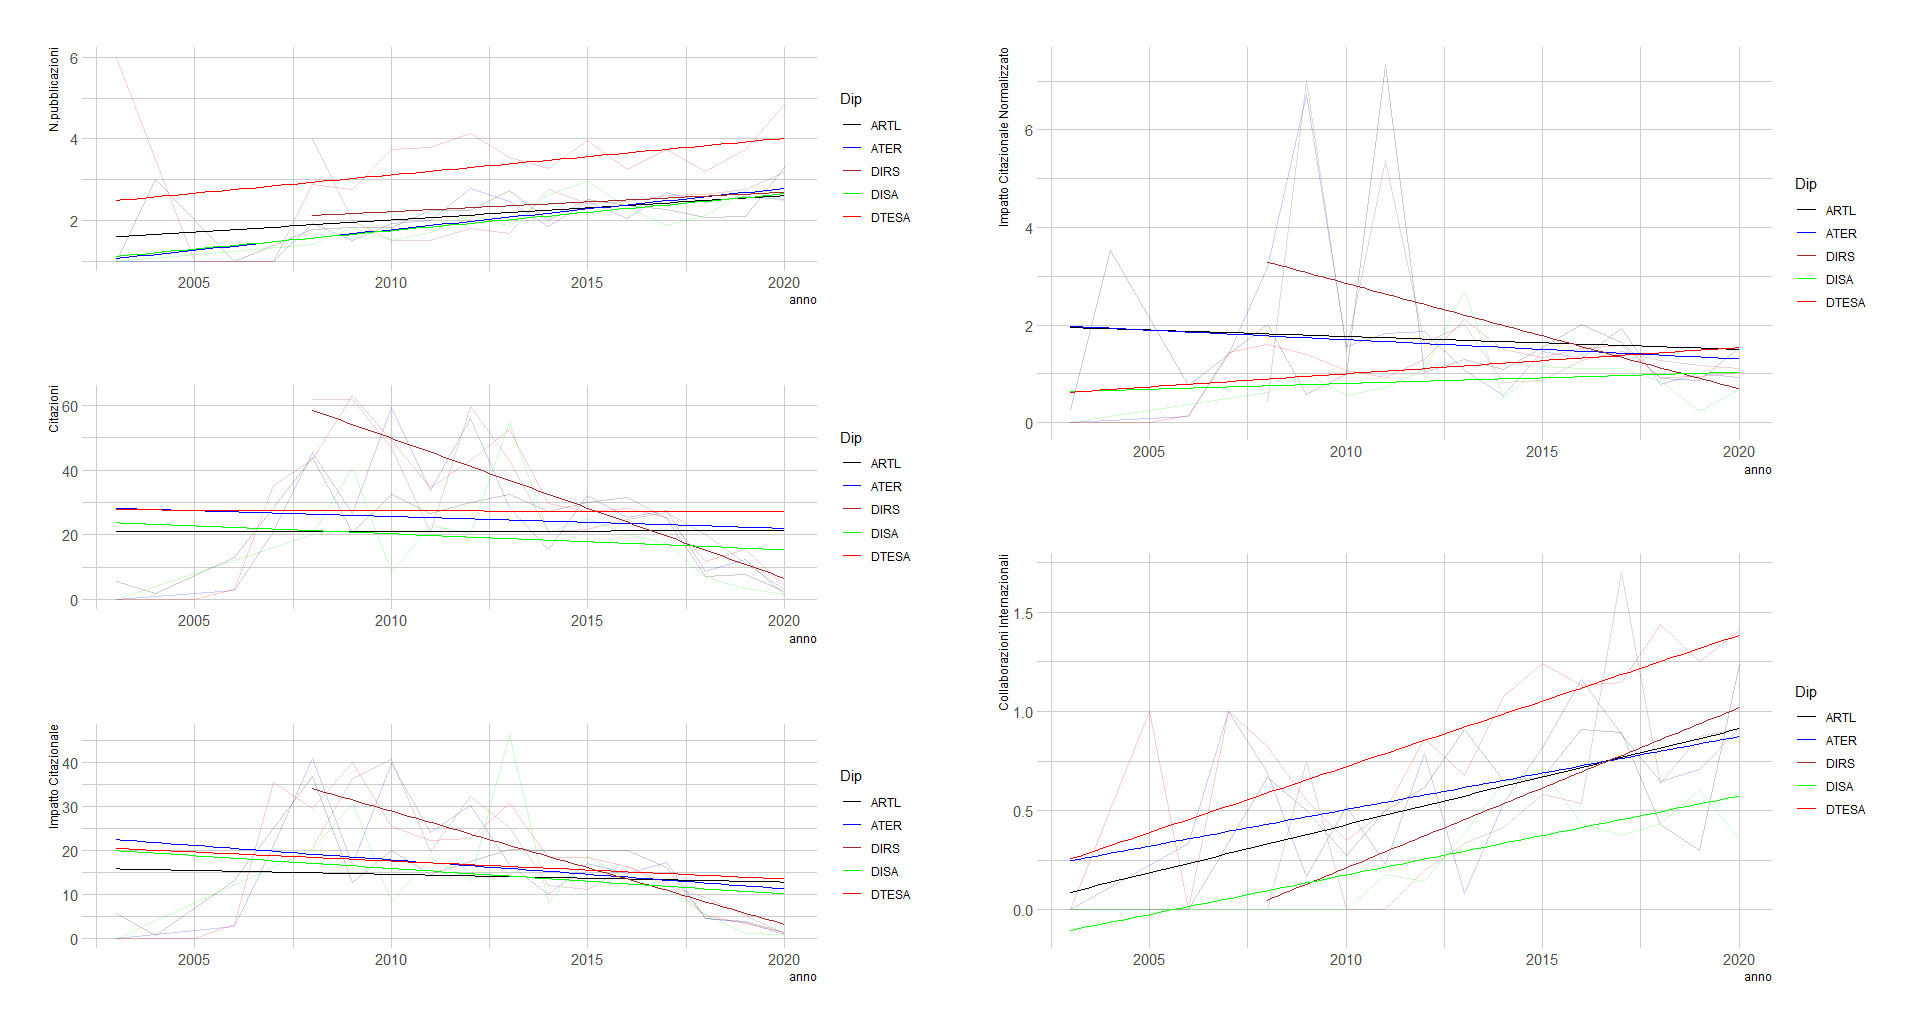 N.pubblicazioni
6
4
2
2005
2010
2015
2020
anno
Dip
ARTL
ATER
DIRS
DISA
DTESA
Citazioni
60
40
20
0
2005
2010
2015
2020
anno
Dip
ARTL
ATER
DIRS
DISA
DTESA
Impatto Citazionale
40
30
20
10
0
2005
2010
2015
2020
anno
Dip
ARTL
ATER
DIRS
DISA
DTESA
Impatto Citazionale Normalizzato
6
4
2
0
2005
2010
2015
2020
anno
Dip
ARTL
ATER
DIRS
DISA
DTESA
Collaborazioni Internazionali
1.5
1.0
0.5
0.0
2005
2010
2015
2020
anno
Dip
ARTL
ATER
DIRS
DISA
DTESA